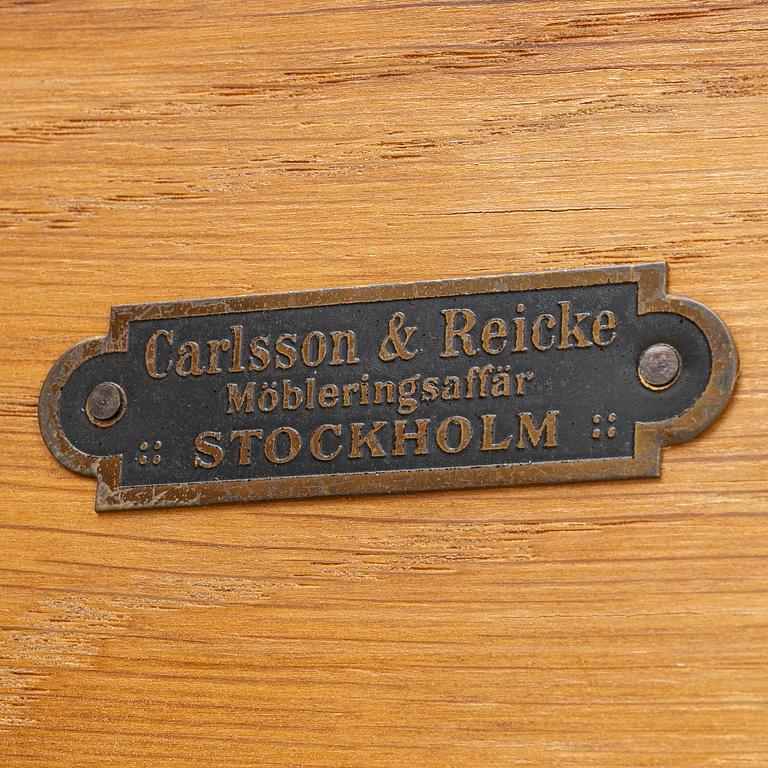 Carlsson & Reicke
Möbleringsaffär
STOCKHOLM